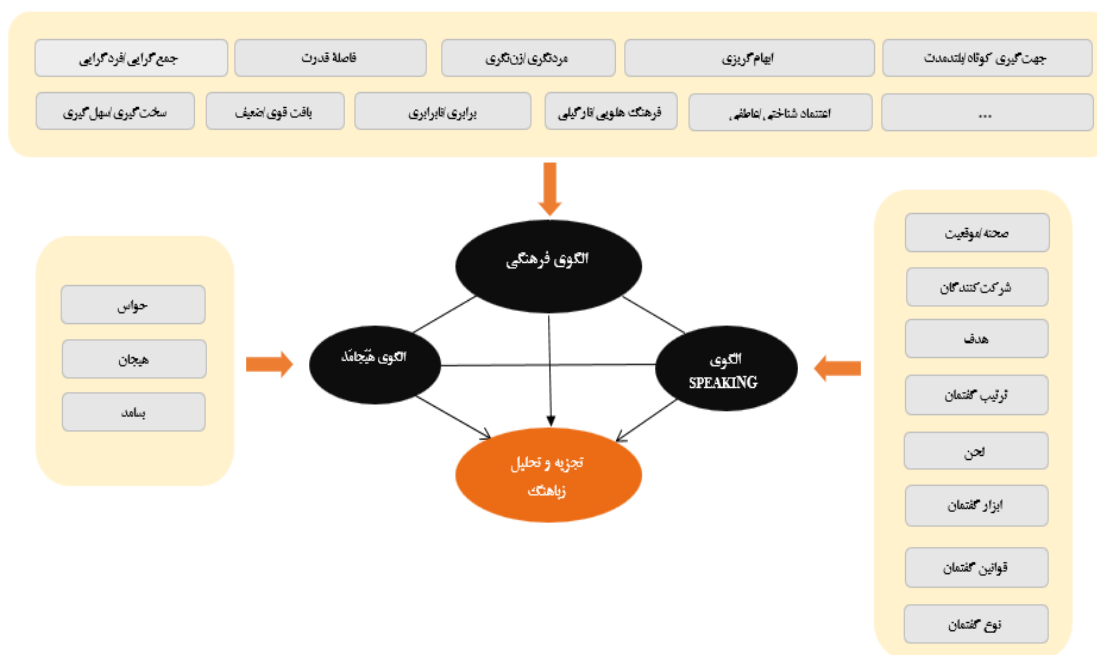 جمع‌گرایی/فردگرایی
فاصلهٔ قدرت
مردنگری/زن‌نگری
ابهام‌گریزی
جهت‌گیری کوتاه/بلندمدت
سخت‌گیری/سهل‌گیری
بافت قوی/ضعیف
برابری/نابرابری
فرهنگ هلویی/نارگیلی
اعتماد شناختی/عاطفی
...
الگوی فرهنگی
الگوی هَیَجامَد
الگوی
SPEAKING
تجزیه و تحلیل
زباهنگ
حواس
هیجان
بسامد
صحنه/موقعیت
شرکت‌کنندگان
هدف
ترتیب گفتمان
لحن
ابزار گفتمان
قوانین گفتمان
نوع گفتمان